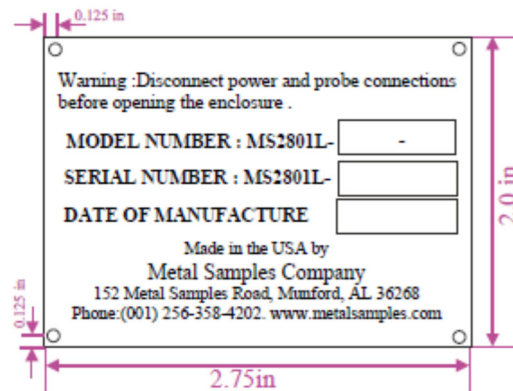 0.125 in
Warning :Disconnect power and probe connections
before opening the enclosure .
MODEL NUMBER : MS2801L- -
SERIAL NUMBER : MS2801L-
DATE OF MANUFACTURE
Made in the USA by
Metal Samples Company
152 Metal Samples Road, Munford, AL 36268
Phone:(001) 256-358-4202. www.metalsamples.com
2.0 in
0.125 in
2.75in